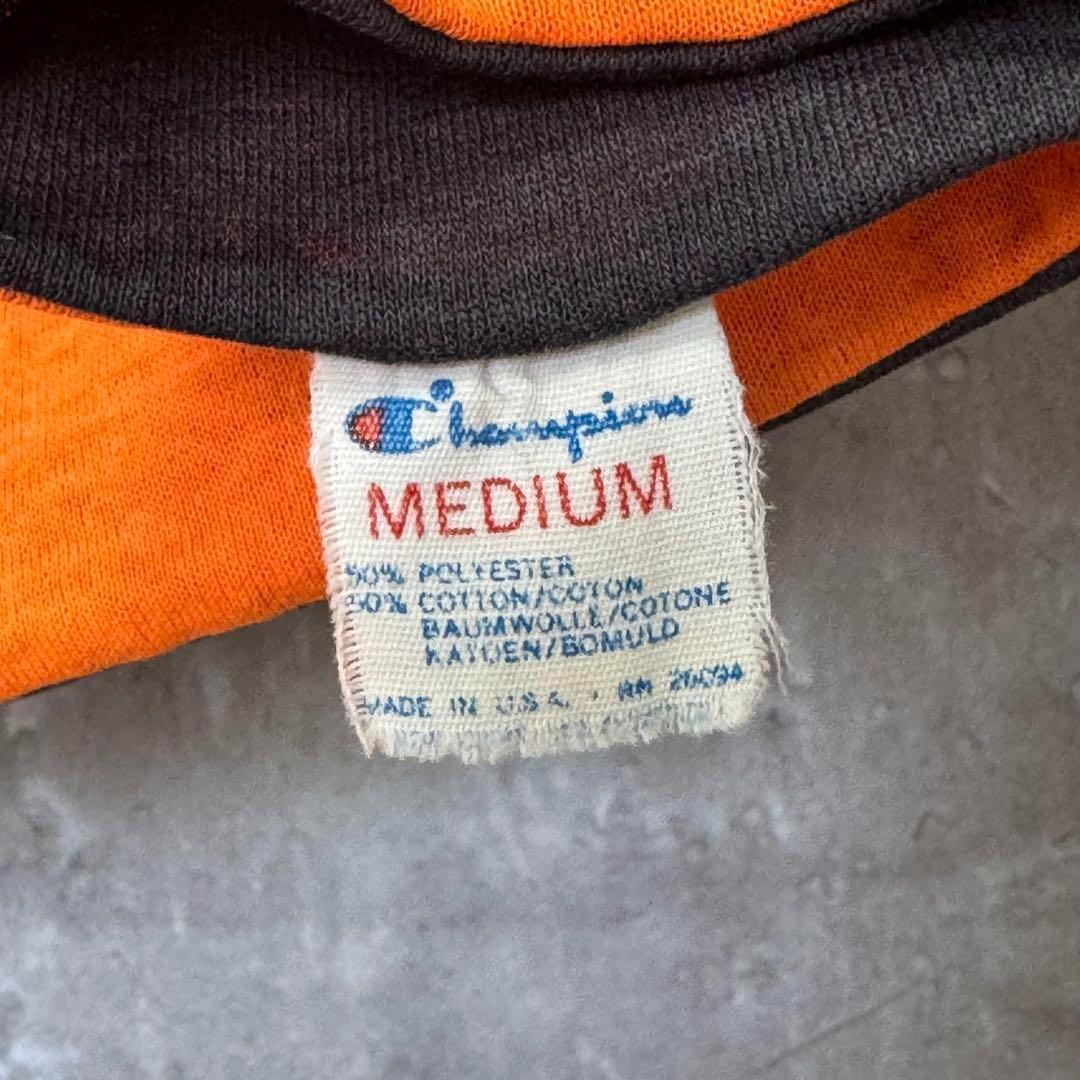 Champion®
MEDIUM
50% POLYESTER
50% COTTON/COTON
BAUMWOLLE/COTONE
KATOEN/BOMULD
MADE IN U.S.A. · RN 26094